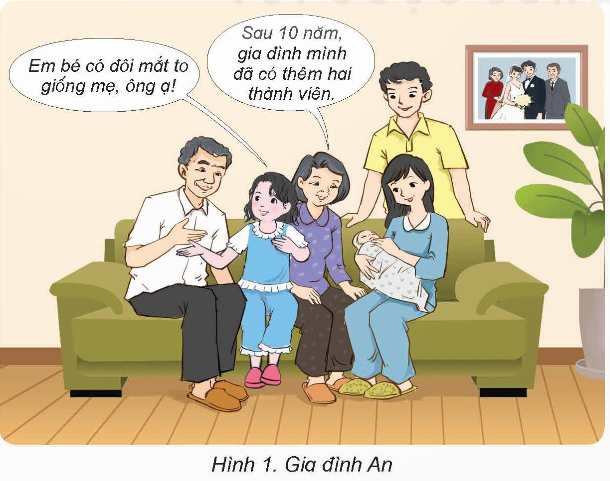 Em bé có đôi mắt to
giống mẹ, ông ạ!
Sau 10 năm,
gia đình mình
đã có thêm hai
thành viên.
Hình 1. Gia đình An